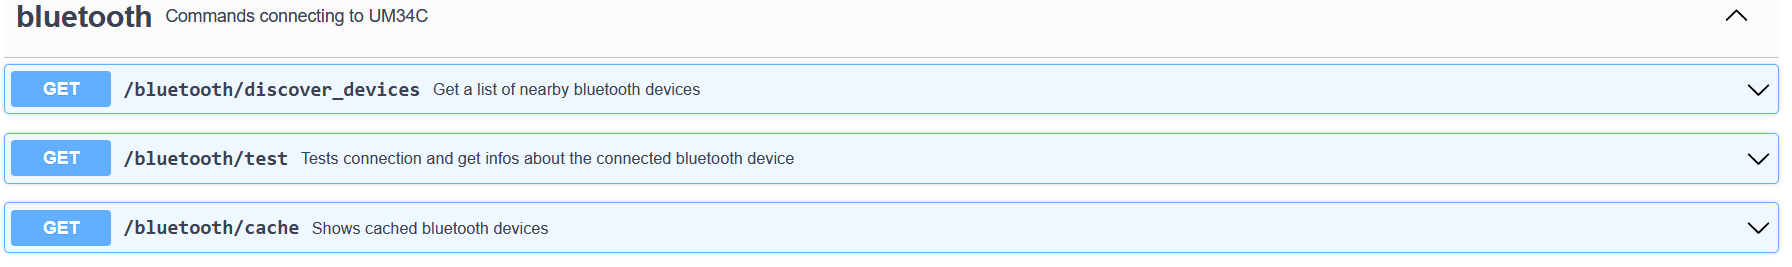 bluetooth Commands connecting to UM34C
GET /bluetooth/discover_devices Get a list of nearby bluetooth devices
GET /bluetooth/test Tests connection and get infos about the connected bluetooth device
GET /bluetooth/cache Shows cached bluetooth devices